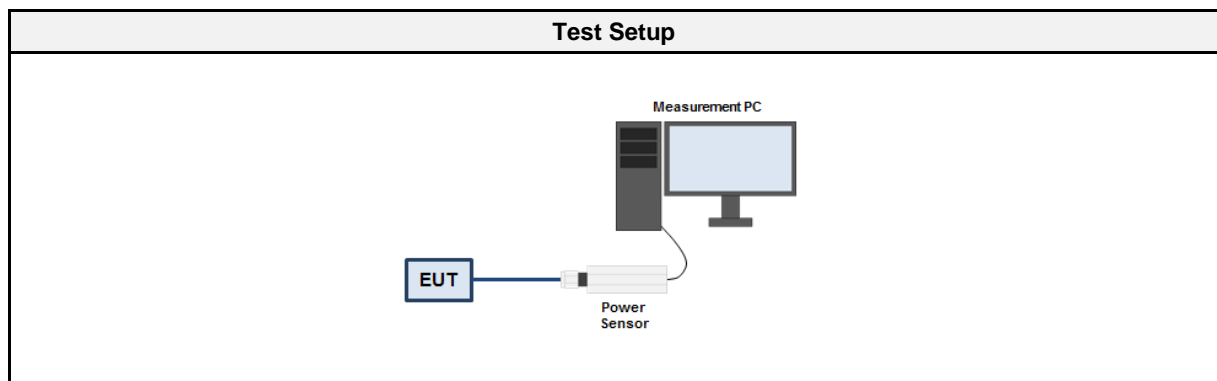 Test Setup
Measurement PC
EUT
Power
Sensor